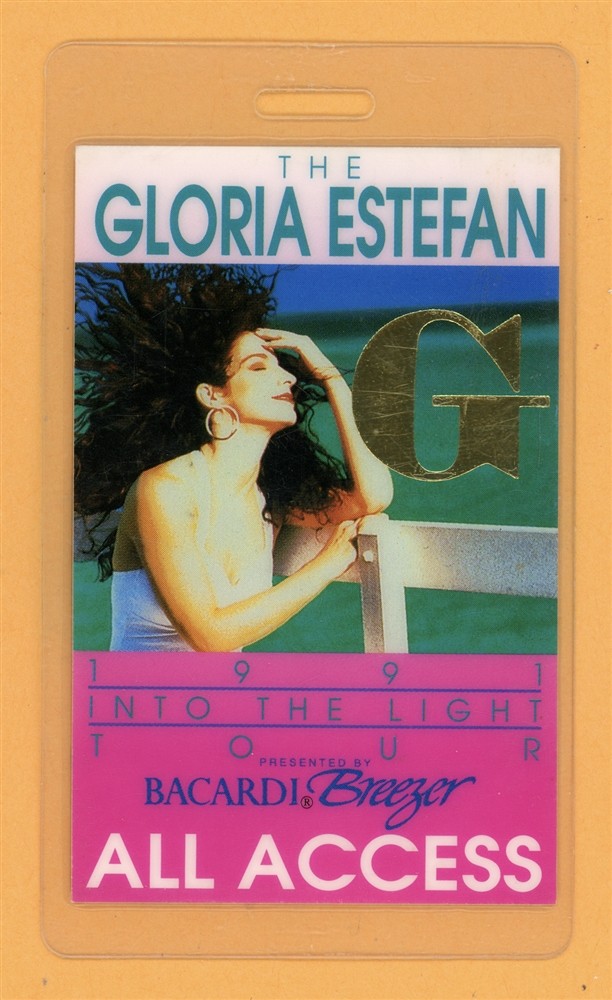 THE
GLORIA ESTEFAN
G
1991
INTO THE LIGHT
TOUR
PRESENTED BY
BACARDI® Breezer
ALL ACCESS